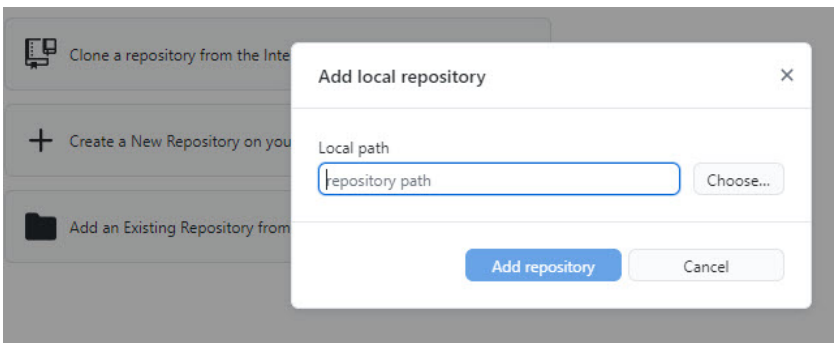 Clone a repository from the Inte
Create a New Repository on you
Add an Existing Repository from
Add local repository
Local path
repository path
Choose...
Add repository
Cancel